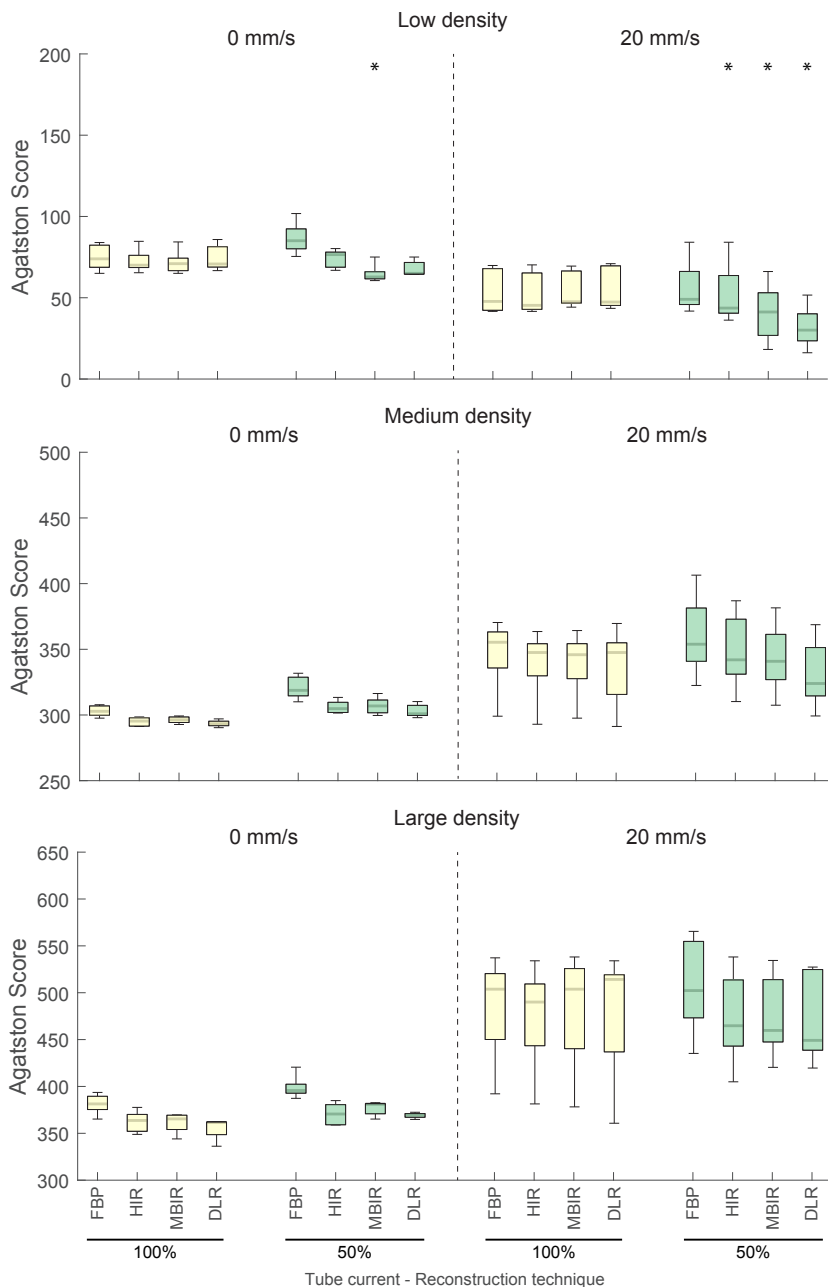 Low density
0 mm/s 20 mm/s
* * * *
Agatston Score
200
150
100
50
0
Medium density
0 mm/s 20 mm/s
Agatston Score
500
450
400
350
300
250
Large density
0 mm/s 20 mm/s
Agatston Score
650
600
550
500
450
400
350
300
FBP HIR MBIR DLR FBP HIR MBIR DLR FBP HIR MBIR DLR FBP HIR MBIR DLR
100% 50% 100% 50%
Tube current - Reconstruction technique